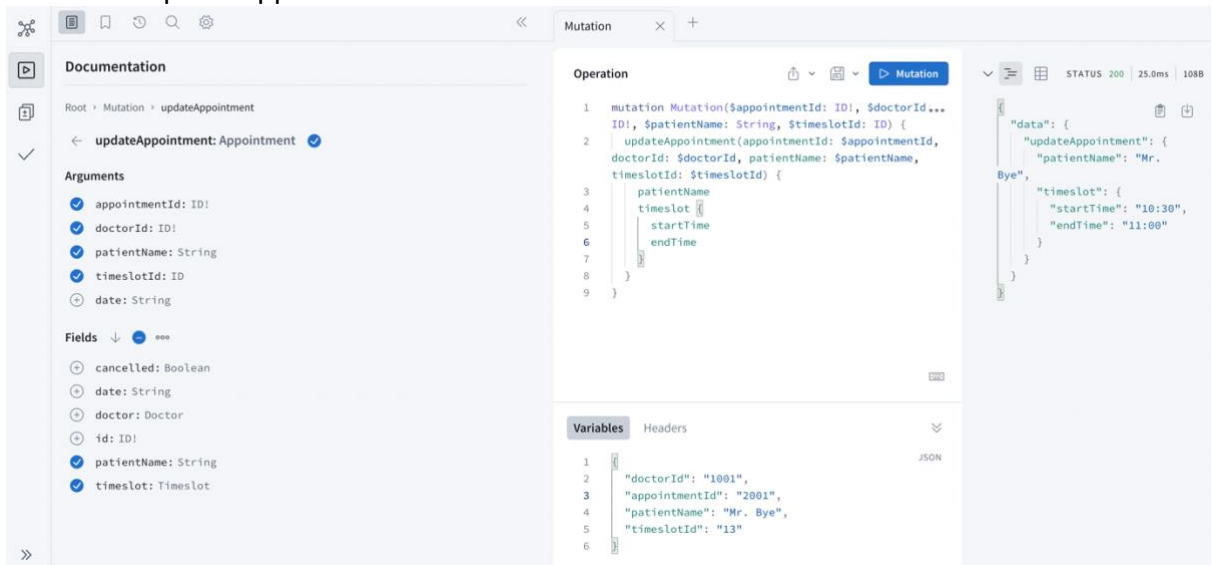 Mutation
Documentation
Root › Mutation › updateAppointment
updateAppointment: Appointment
Arguments
appointmentId: ID!
doctorId: ID!
patientName: String
timeslotId: ID
date: String
Fields
cancelled: Boolean
date: String
doctor: Doctor
id: ID!
patientName: String
timeslot: Timeslot
Operation
Mutation
1 mutation Mutation($appointmentId: ID!, $doctorId...
ID!, $patientName: String, $timeslotId: ID) {
2 updateAppointment(appointmentId: $appointmentId,
doctorId: $doctorId, patientName: $patientName,
timeslotId: $timeslotId) {
3 patientName
4 timeslot {
5 startTime
6 endTime
7 }
8 }
9 }
Variables Headers
JSON
1 {
2 "doctorId": "1001",
3 "appointmentId": "2001",
4 "patientName": "Mr. Bye",
5 "timeslotId": "13"
6 }
STATUS 200 25.0ms 108B
{
"data": {
"updateAppointment": {
"patientName": "Mr.
Bye",
"timeslot": {
"startTime": "10:30",
"endTime": "11:00"
}
}
}
}